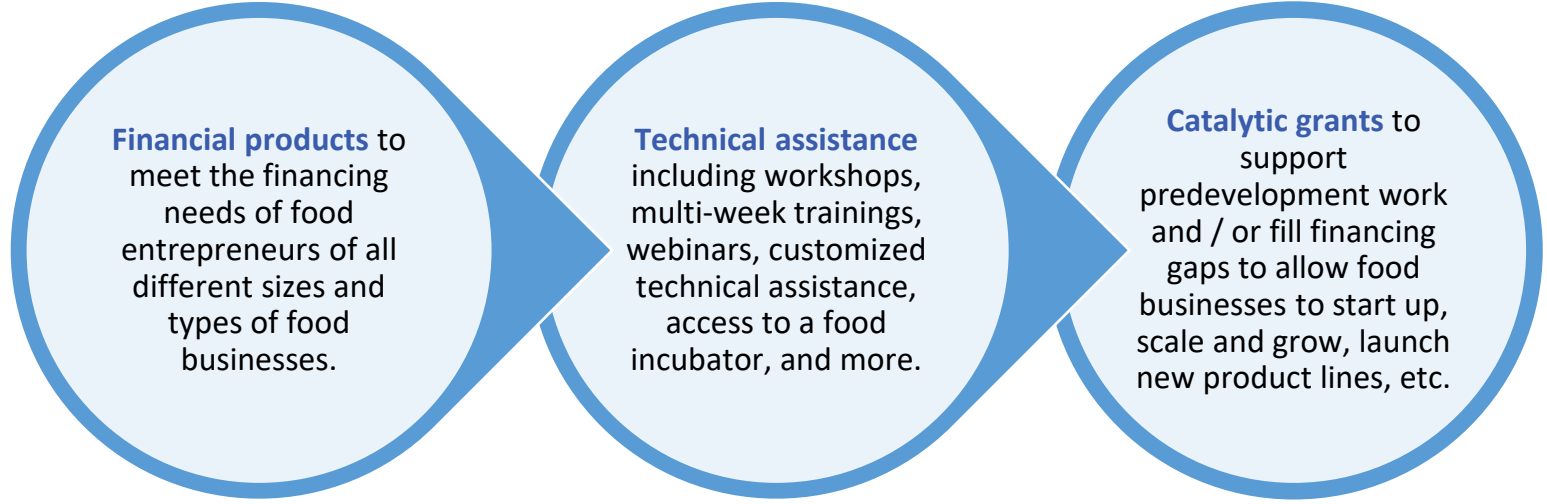 Financial products to
meet the financing
needs of food
entrepreneurs of all
different sizes and
types of food
businesses.
Technical assistance
including workshops,
multi-week trainings,
webinars, customized
technical assistance,
access to a food
incubator, and more.
Catalytic grants to
support
predevelopment work
and / or fill financing
gaps to allow food
businesses to start up,
scale and grow, launch
new product lines, etc.